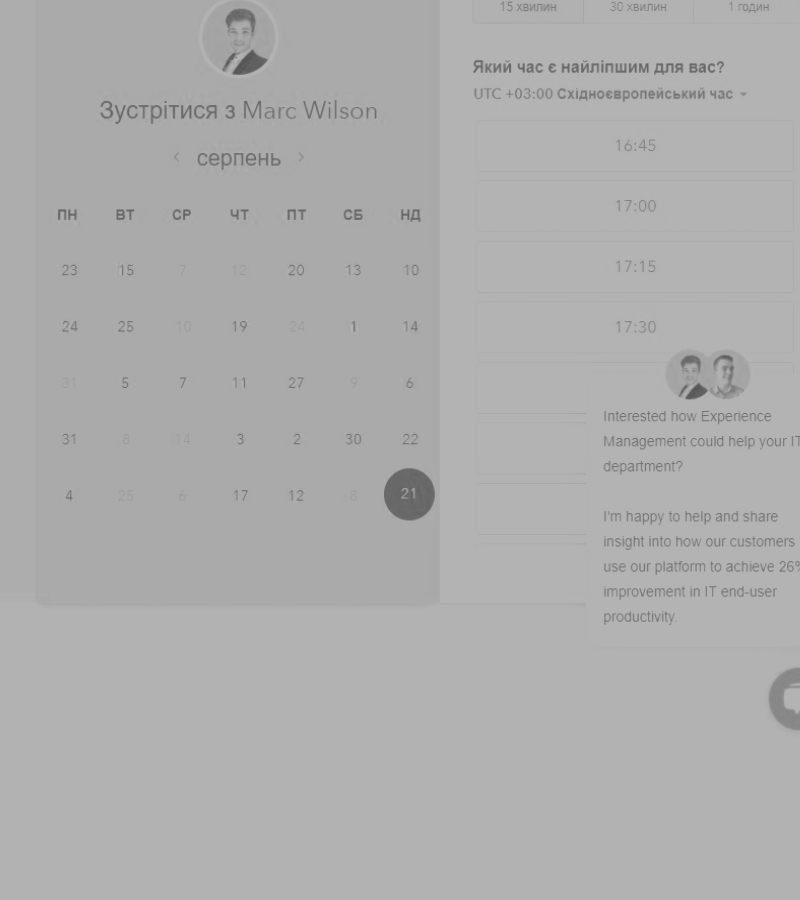 Зустрітися з Marc Wilson
серпень
ПН ВТ СР ЧТ ПТ СБ НД
23 15 7 12 20 13 10
24 25 10 19 24 1 14
31 5 7 11 27 9 6
31 8 14 3 2 30 22
4 25 6 17 12 8 21
15 хвилин 30 хвилин 1 годин
Який час є найліпшим для вас?
UTC +03:00 Східноєвропейський час
16:45
17:00
17:15
17:30
Interested how Experience
Management could help your IT
department?
I'm happy to help and share
insight into how our customers
use our platform to achieve 26%
improvement in IT end-user
productivity.